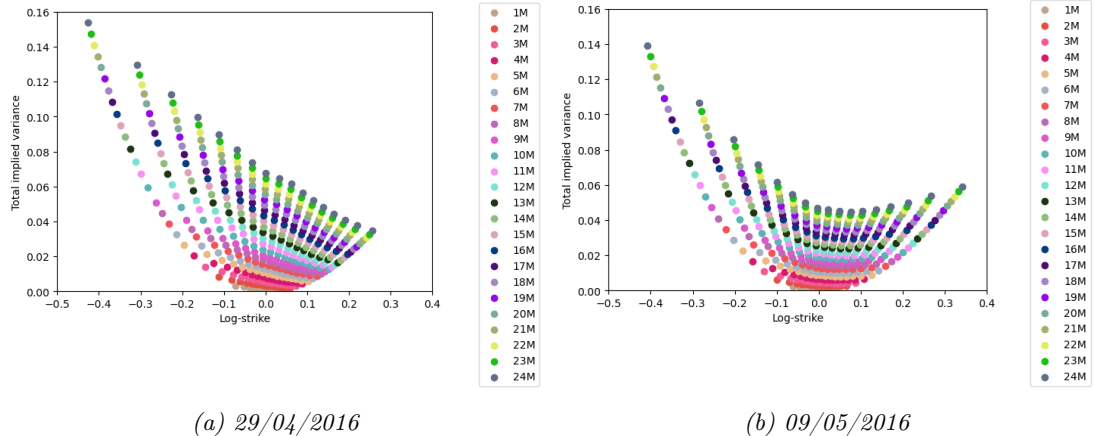 0.16
0.14
0.12
0.10
0.08
0.06
0.04
0.02
0.00
Total implied variance
−0.5 −0.4 −0.3 −0.2 −0.1 0.0 0.1 0.2 0.3 0.4
Log-strike
1M
2M
3M
4M
5M
6M
7M
8M
9M
10M
11M
12M
13M
14M
15M
16M
17M
18M
19M
20M
21M
22M
23M
24M
(a) 29/04/2016
0.16
0.14
0.12
0.10
0.08
0.06
0.04
0.02
0.00
Total implied variance
−0.5 −0.4 −0.3 −0.2 −0.1 0.0 0.1 0.2 0.3 0.4
Log-strike
1M
2M
3M
4M
5M
6M
7M
8M
9M
10M
11M
12M
13M
14M
15M
16M
17M
18M
19M
20M
21M
22M
23M
24M
(b) 09/05/2016